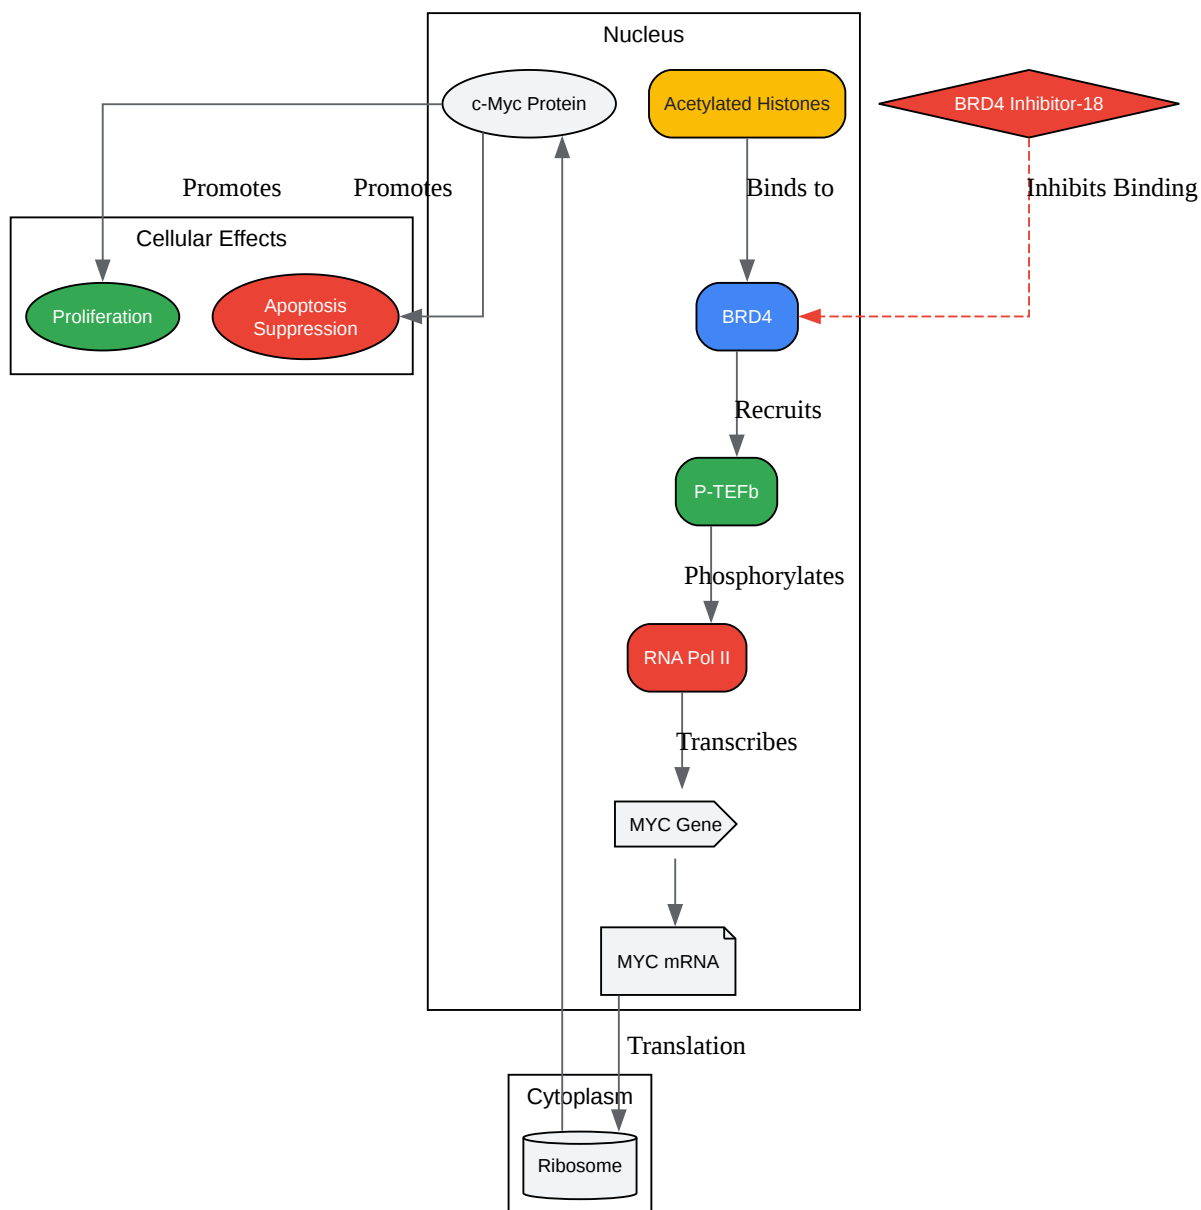 Nucleus
c-Myc Protein
Acetylated Histones
BRD4 Inhibitor-18
Promotes
Promotes
Binds to
Inhibits Binding
Cellular Effects
Proliferation
Apoptosis
Suppression
BRD4
Recruits
P-TEFb
Phosphorylates
RNA Pol II
Transcribes
MYC Gene
MYC mRNA
Translation
Cytoplasm
Ribosome